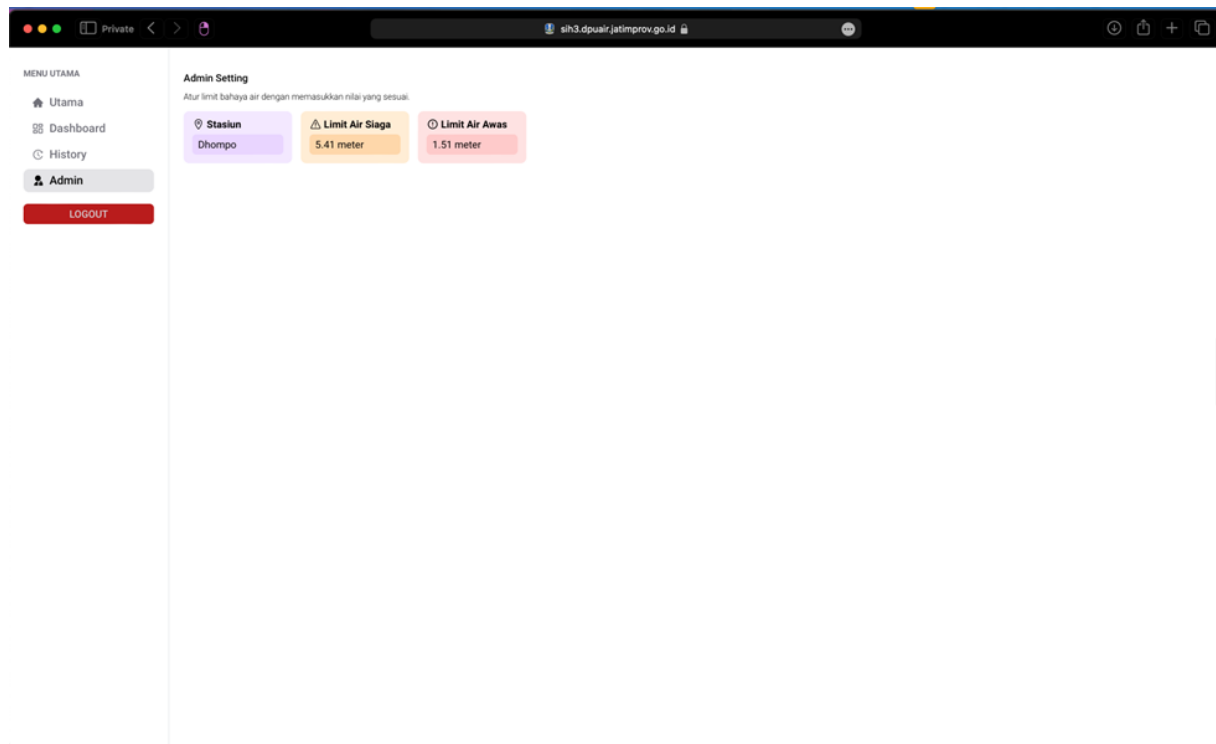 Private
sih3.dpuair.jatimprov.go.id
MENU UTAMA
Utama
Dashboard
History
Admin
LOGOUT
Admin Setting
Atur limit bahaya air dengan memasukkan nilai yang sesuai.
Stasiun
Dhompo
Limit Air Siaga
5.41 meter
Limit Air Awas
1.51 meter